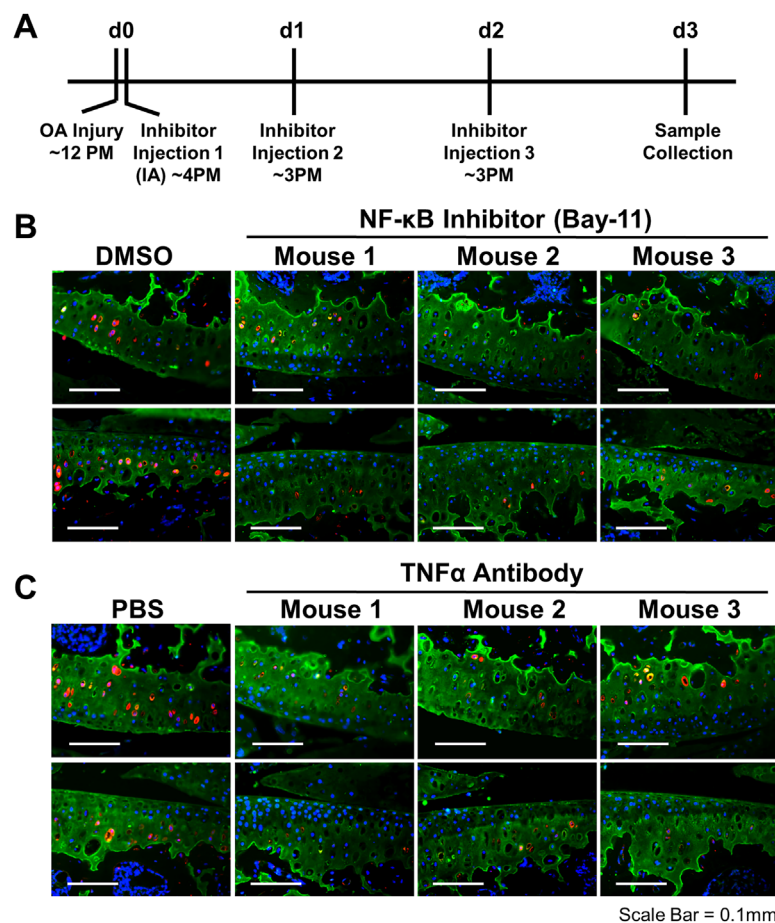 A
d0
d1
d2
d3
OA Injury
~12 PM
Inhibitor
Injection 1
(IA) ~4PM
Inhibitor
Injection 2
~3PM
Inhibitor
Injection 3
~3PM
Sample
Collection
B
NF-κB Inhibitor (Bay-11)
DMSO
Mouse 1
Mouse 2
Mouse 3
C
TNFα Antibody
PBS
Mouse 1
Mouse 2
Mouse 3
Scale Bar = 0.1mm